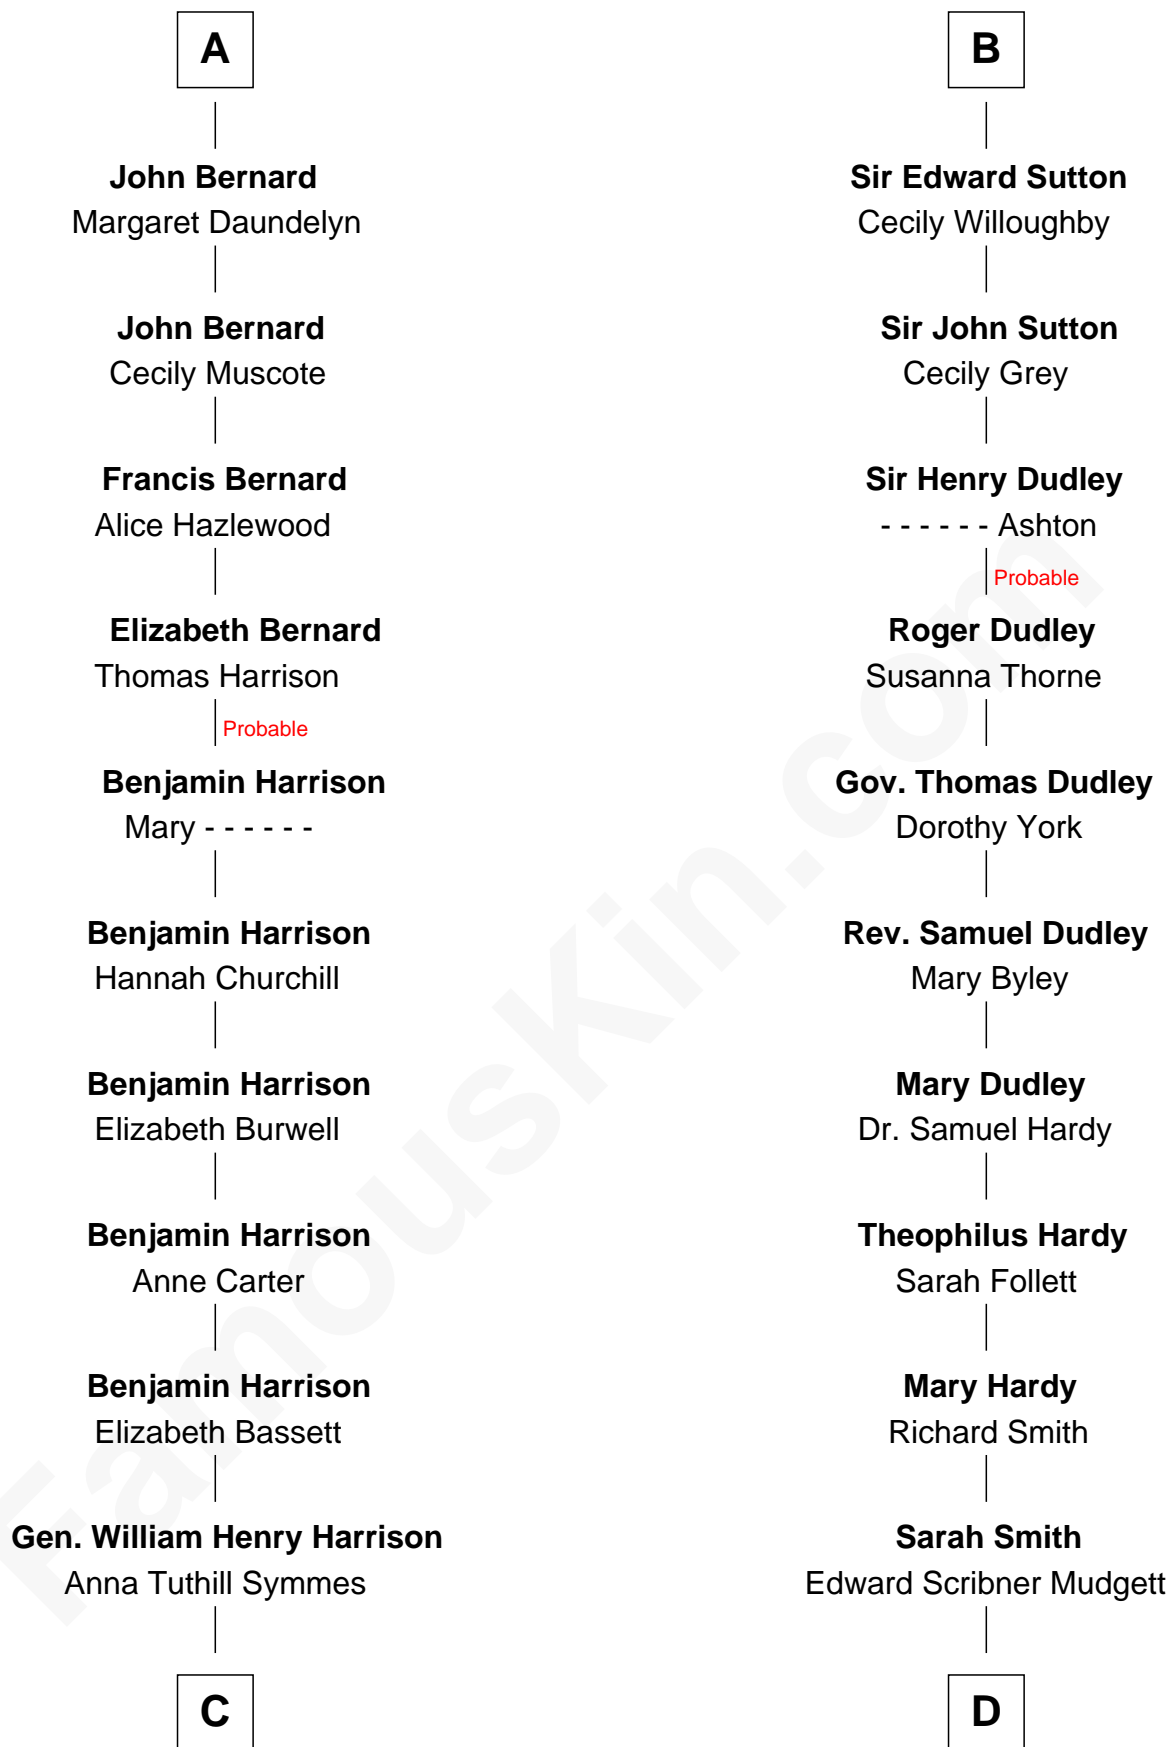 A
John Bernard
Margaret Daundelyn
John Bernard
Cecily Muscote
Francis Bernard
Alice Hazlewood
Elizabeth Bernard
Thomas Harrison
Probable
Benjamin Harrison
Mary - - - - - -
Benjamin Harrison
Hannah Churchill
Benjamin Harrison
Elizabeth Burwell
Benjamin Harrison
Anne Carter
Benjamin Harrison
Elizabeth Bassett
Gen. William Henry Harrison
Anna Tuthill Symmes
C
B
Sir Edward Sutton
Cecily Willoughby
Sir John Sutton
Cecily Grey
Sir Henry Dudley
- - - - - - Ashton
Probable
Roger Dudley
Susanna Thorne
Gov. Thomas Dudley
Dorothy York
Rev. Samuel Dudley
Mary Byley
Mary Dudley
Dr. Samuel Hardy
Theophilus Hardy
Sarah Follett
Mary Hardy
Richard Smith
Sarah Smith
Edward Scribner Mudgett
D
FamousKin.com